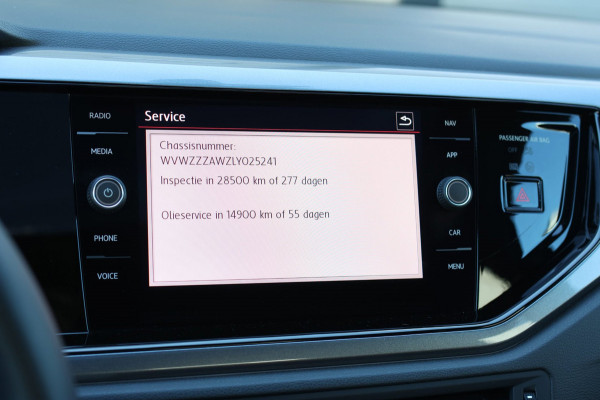 RADIO
MEDIA
PHONE
VOICE
Service
Chassisnummer:
WVWZZZAWZLY025241
Inspectie in 28500 km of 277 dagen
Olieservice in 14900 km of 55 dagen
NAV
APP
CAR
MENU
PASSENGER AIR BAG
OFF